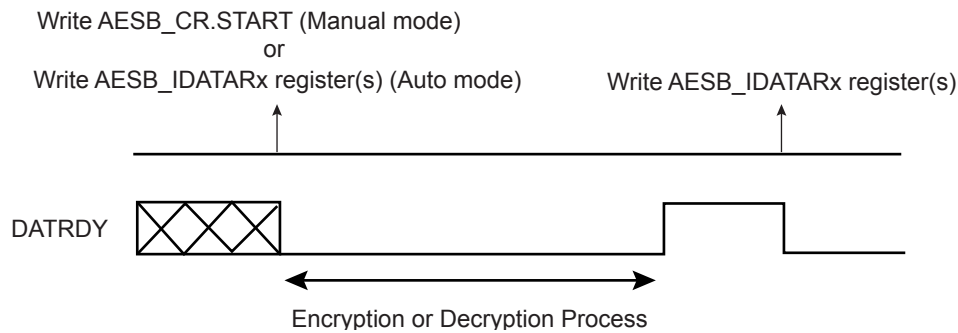 Write AESB_CR.START (Manual mode)
or
Write AESB_IDATARx register(s) (Auto mode)
Write AESB_IDATARx register(s)
DATRDY
Encryption or Decryption Process